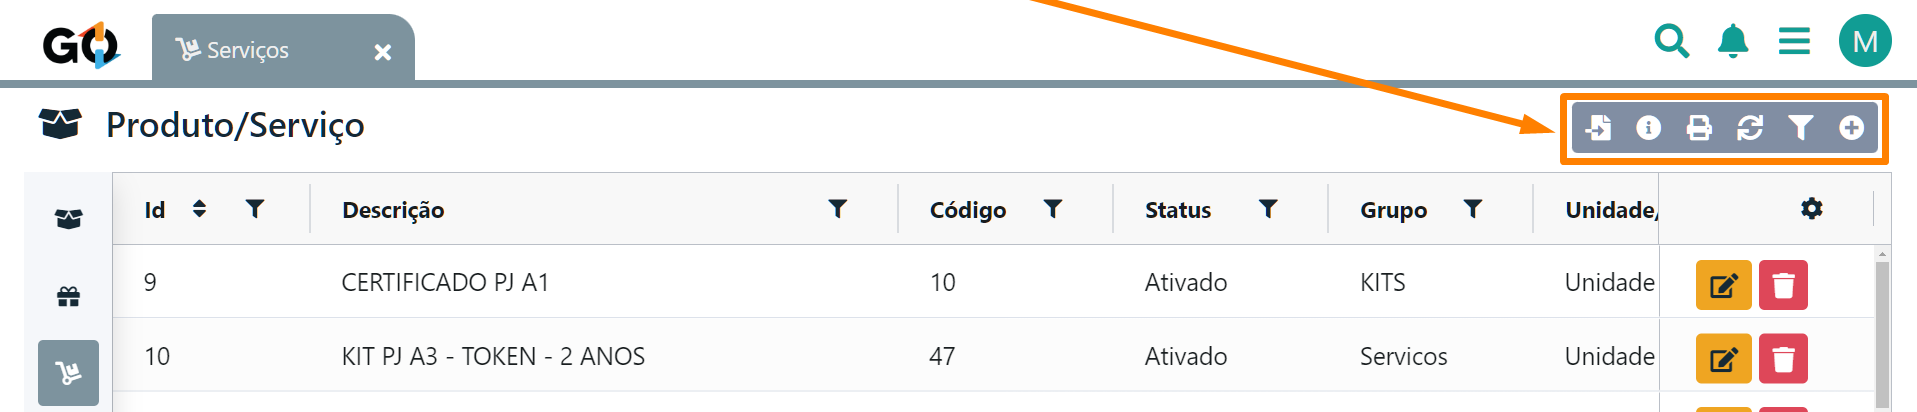 GO
Serviços
M
Produto/Serviço
Id Descrição Código Status Grupo Unidade/
9 CERTIFICADO PJ A1 10 Ativado KITS Unidade
10 KIT PJ A3 - TOKEN - 2 ANOS 47 Ativado Servicos Unidade